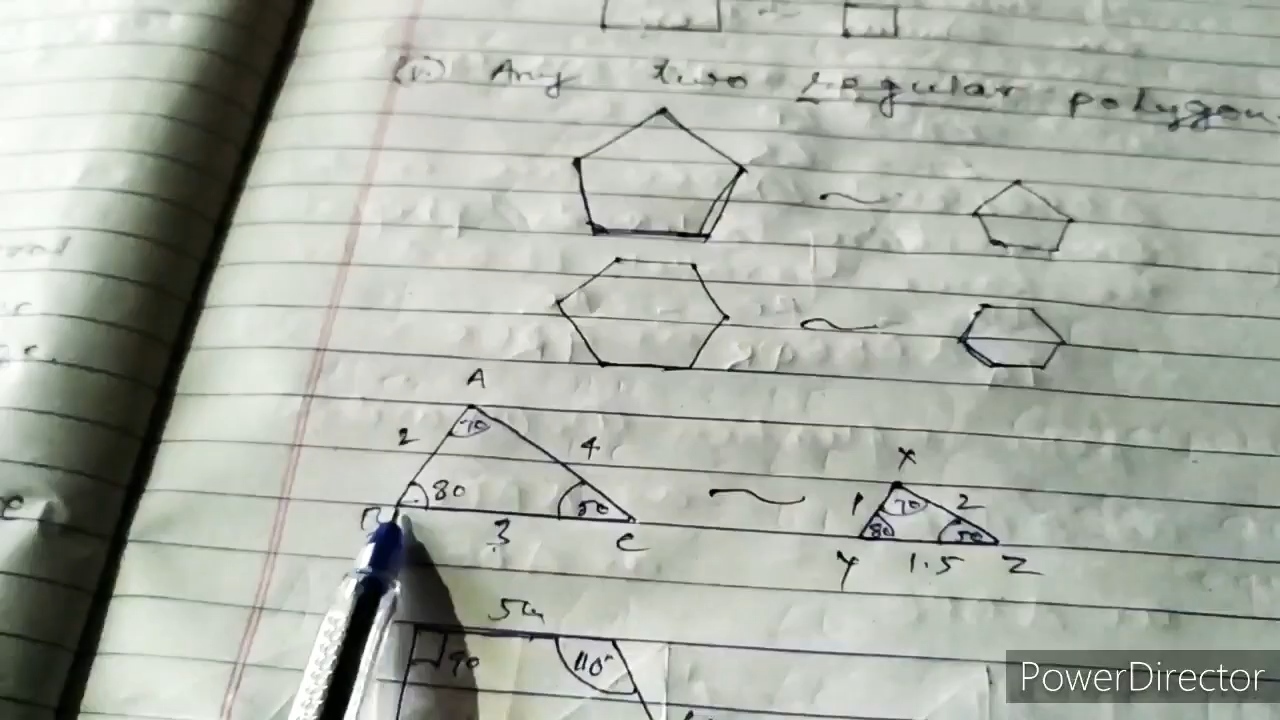 (v) Any two regular polygon
~
~
A
2 70 4
80 50
3 C
~
X
1 70 2
80 50
Y 1.5 Z
5
90 110°
PowerDirector